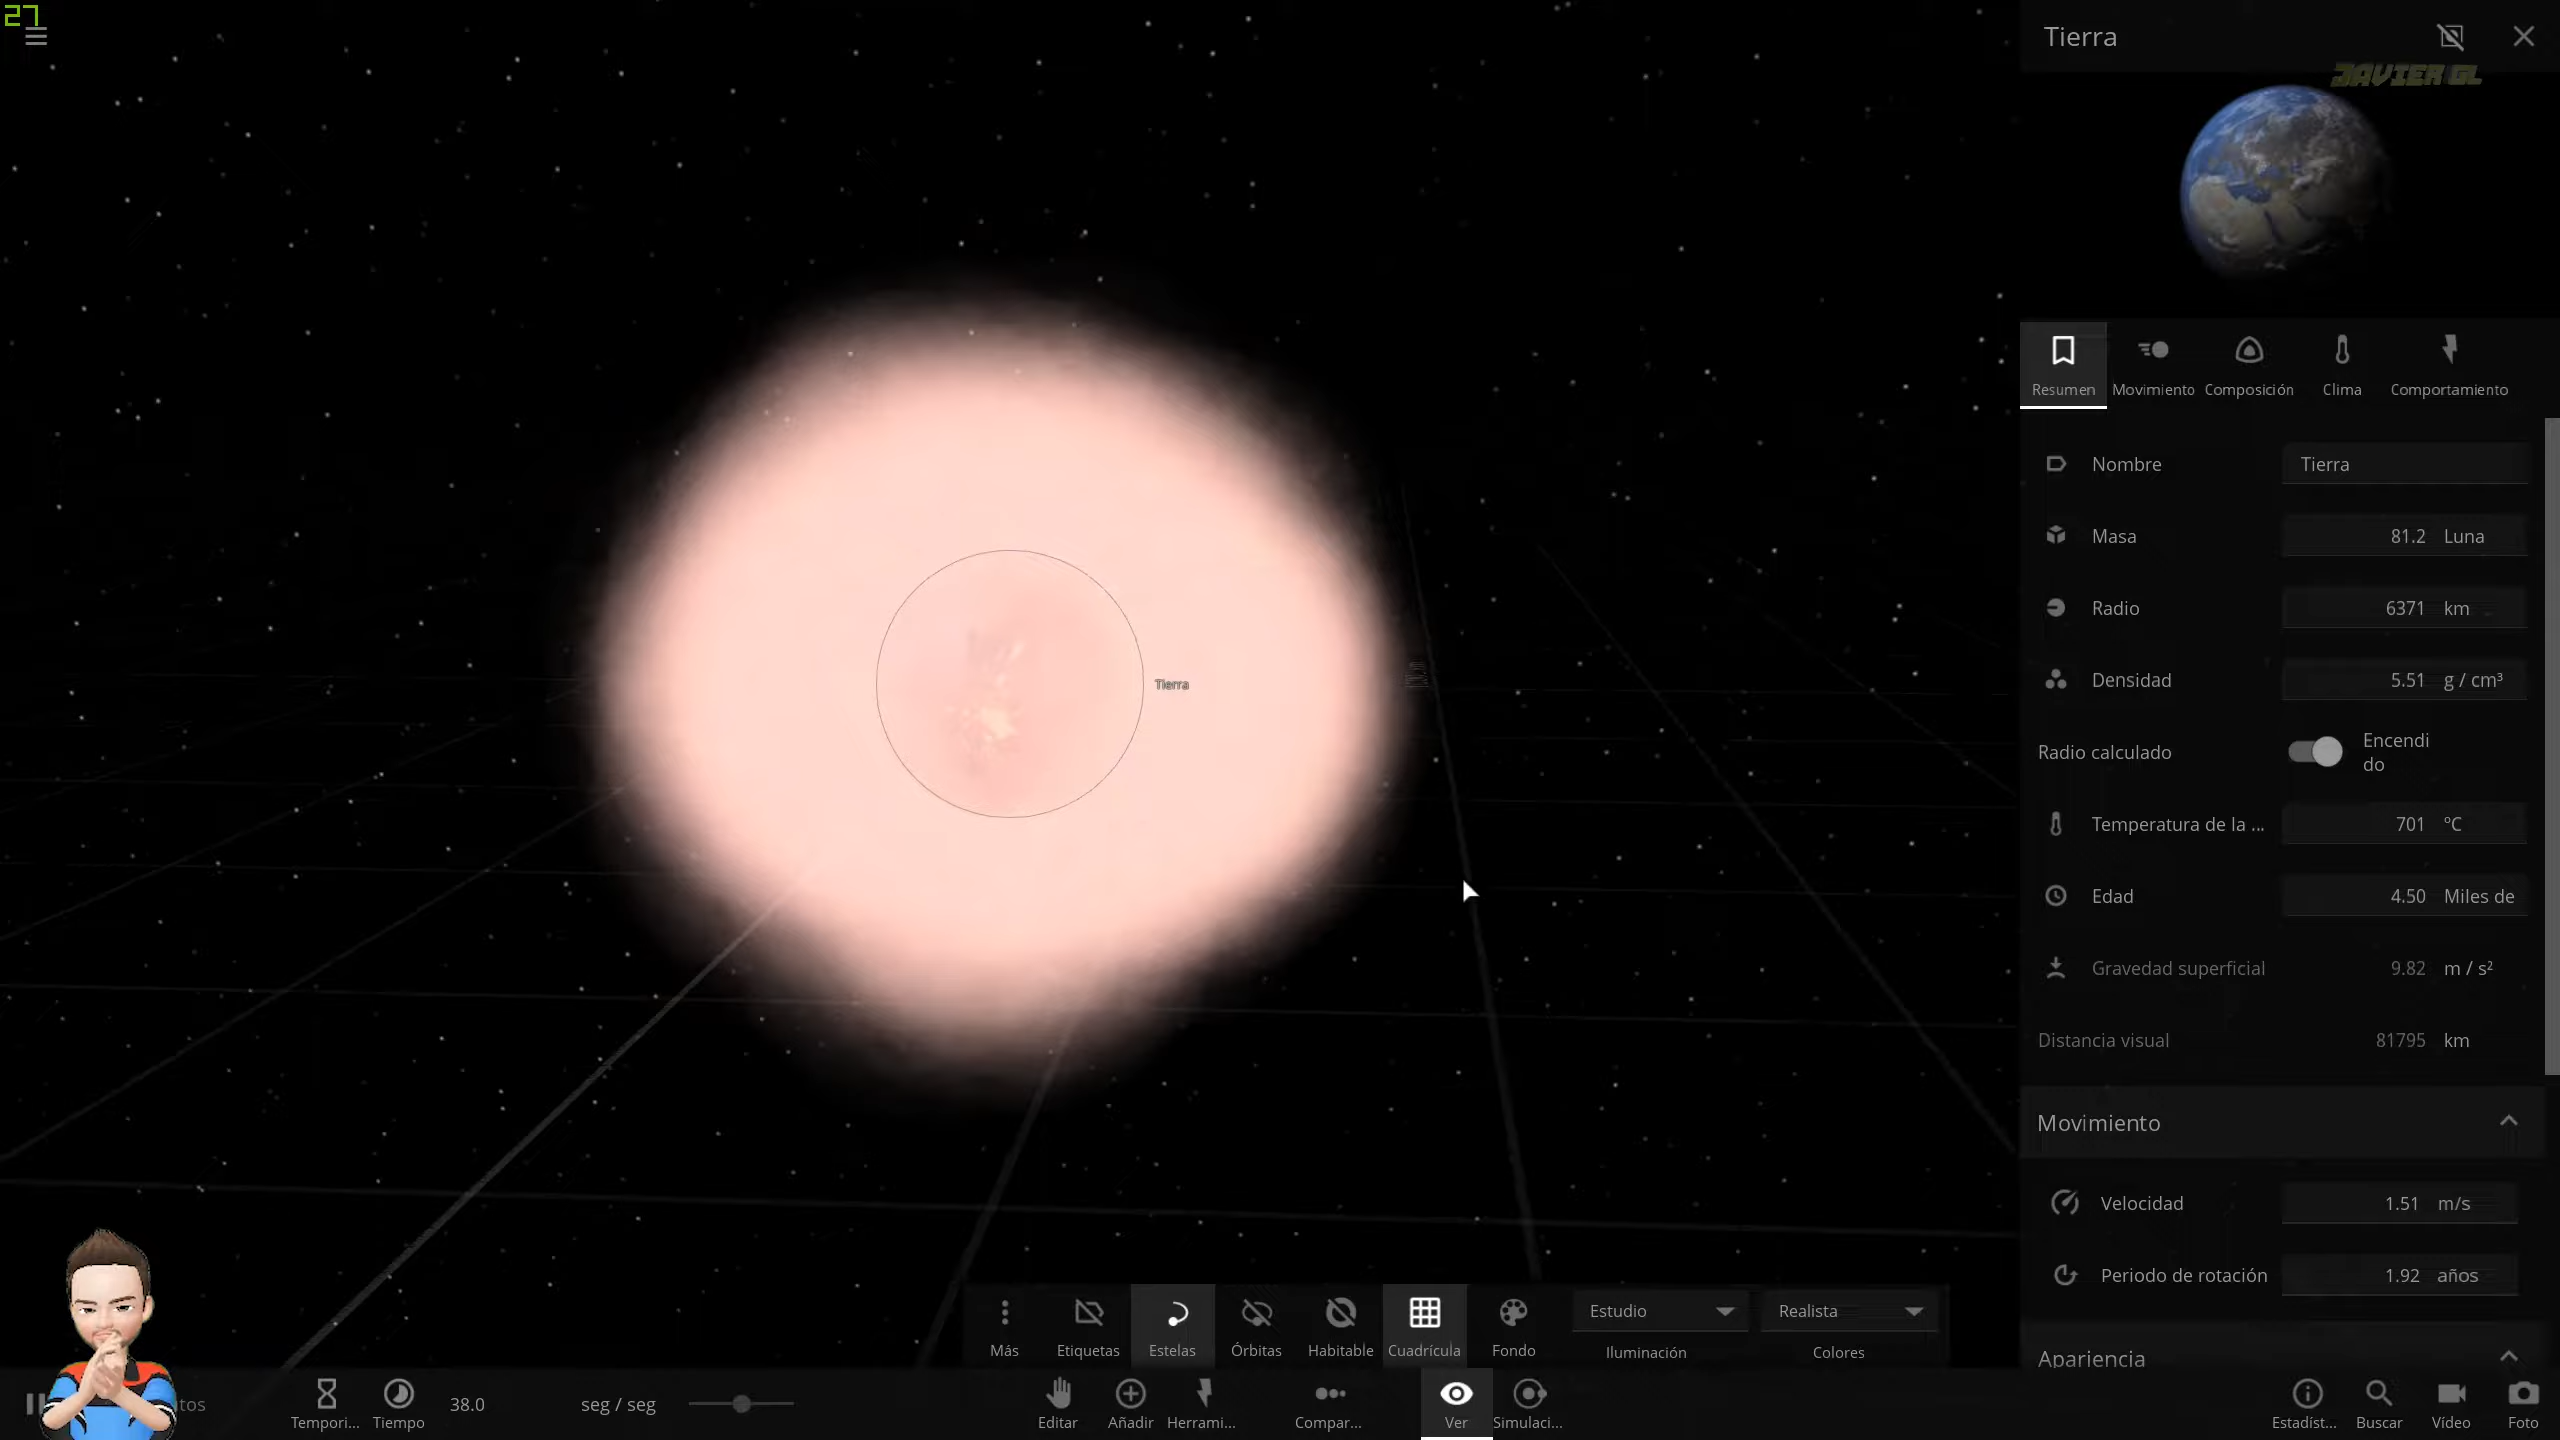 27
Tierra
JAVIER GL
Resumen
Movimiento
Composición
Clima
Comportamiento
Nombre
Tierra
Masa
81.2 Luna
Radio
6371 km
Densidad
5.51 g / cm³
Radio calculado
Encendi
do
Temperatura de la ...
701 °C
Edad
4.50 Miles de
Gravedad superficial
9.82 m / s²
Distancia visual
81795 km
Movimiento
Velocidad
1.51 m/s
Periodo de rotación
1.92 años
Apariencia
Tierra
Más
Etiquetas
Estelas
Órbitas
Habitable
Cuadrícula
Fondo
Estudio
Iluminación
Realista
Colores
tos
Tempori...
Tiempo
38.0
seg / seg
Editar
Añadir
Herrami...
Compar...
Ver
Simulaci...
Estadíst...
Buscar
Vídeo
Foto